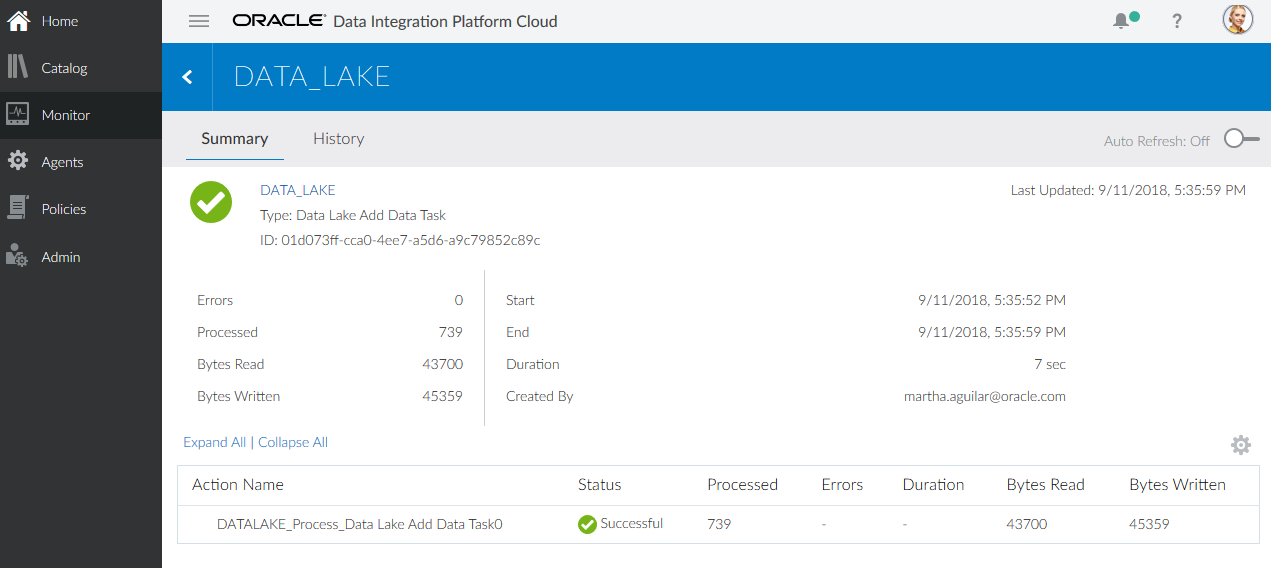 Home
Catalog
Monitor
Agents
Policies
Admin
ORACLE® Data Integration Platform Cloud ?
DATA_LAKE
Summary History Auto Refresh: Off
DATA_LAKE Last Updated: 9/11/2018, 5:35:59 PM
Type: Data Lake Add Data Task
ID: 01d073ff-cca0-4ee7-a5d6-a9c79852c89c
Errors 0 Start 9/11/2018, 5:35:52 PM
Processed 739 End 9/11/2018, 5:35:59 PM
Bytes Read 43700 Duration 7 sec
Bytes Written 45359 Created By martha.aguilar@oracle.com
Expand All | Collapse All
Action Name Status Processed Errors Duration Bytes Read Bytes Written
DATALAKE_Process_Data Lake Add Data Task0 Successful 739 - - 43700 45359